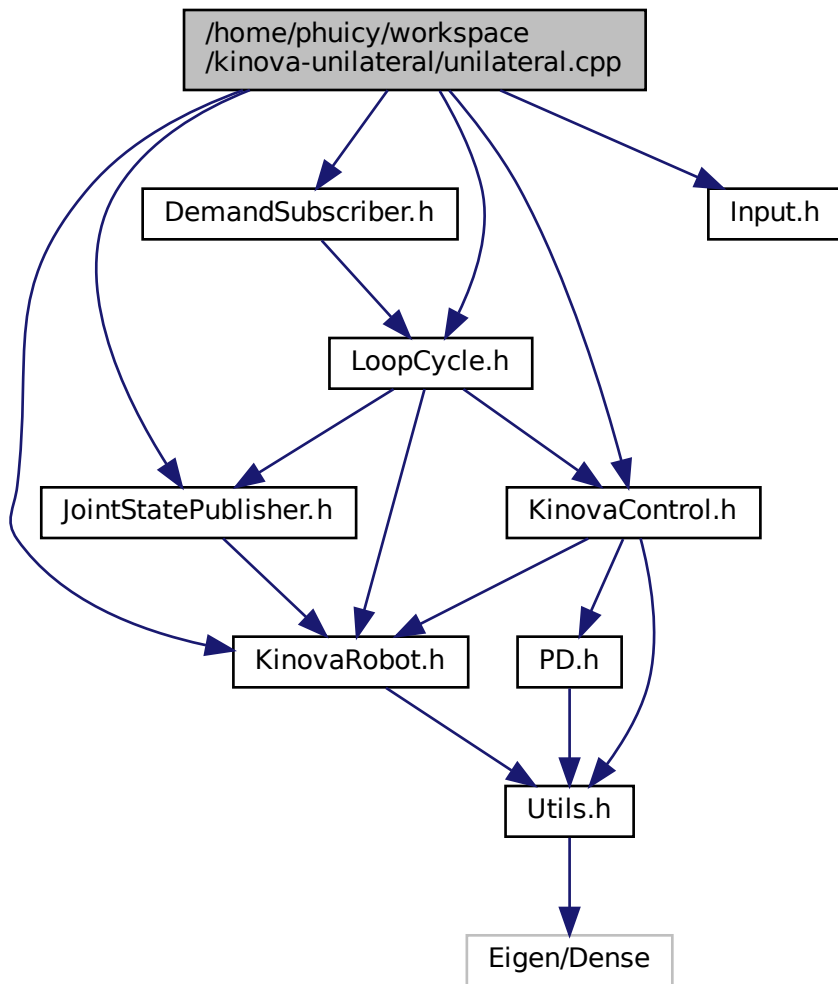 /home/phuicy/workspace
/kinova-unilateral/unilateral.cpp
DemandSubscriber.h
Input.h
LoopCycle.h
JointStatePublisher.h
KinovaControl.h
KinovaRobot.h
PD.h
Utils.h
Eigen/Dense